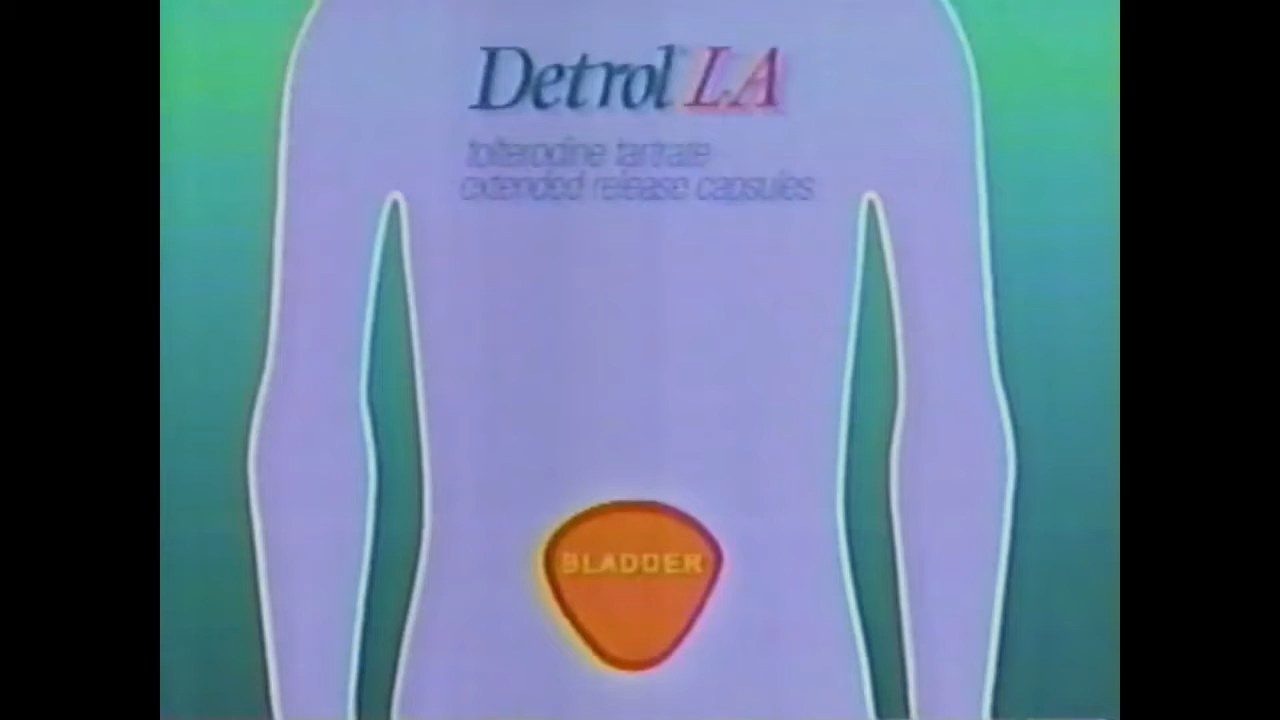 Detrol LA
tolterodine tartrate
extended release capsules
BLADDER